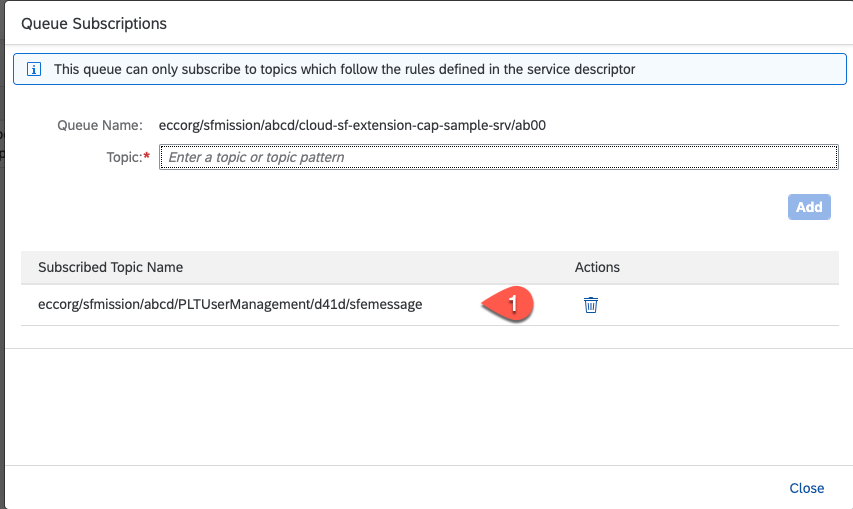 Queue Subscriptions
This queue can only subscribe to topics which follow the rules defined in the service descriptor
Queue Name: eccorg/sfmission/abcd/cloud-sf-extension-cap-sample-srv/ab00
Topic:* Enter a topic or topic pattern
Add
Subscribed Topic Name Actions
eccorg/sfmission/abcd/PLTUserManagement/d41d/sfemessage 1
Close